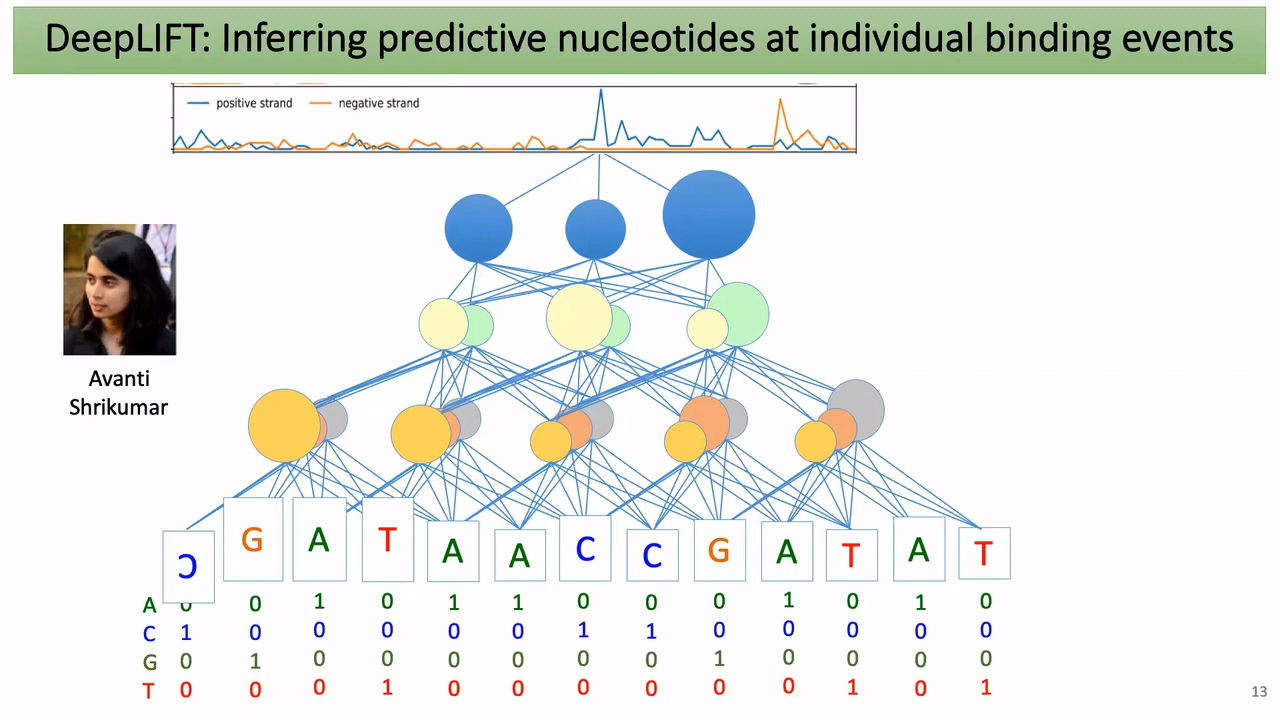 DeepLIFT: Inferring predictive nucleotides at individual binding events
positive strand negative strand
Avanti
Shrikumar
C G A T A A C C G A T A T
A 0 0 1 0 1 1 0 0 0 1 0 1 0
C 1 0 0 0 0 0 1 1 0 0 0 0 0
G 0 1 0 0 0 0 0 0 1 0 0 0 0
T 0 0 0 1 0 0 0 0 0 0 1 0 1
13